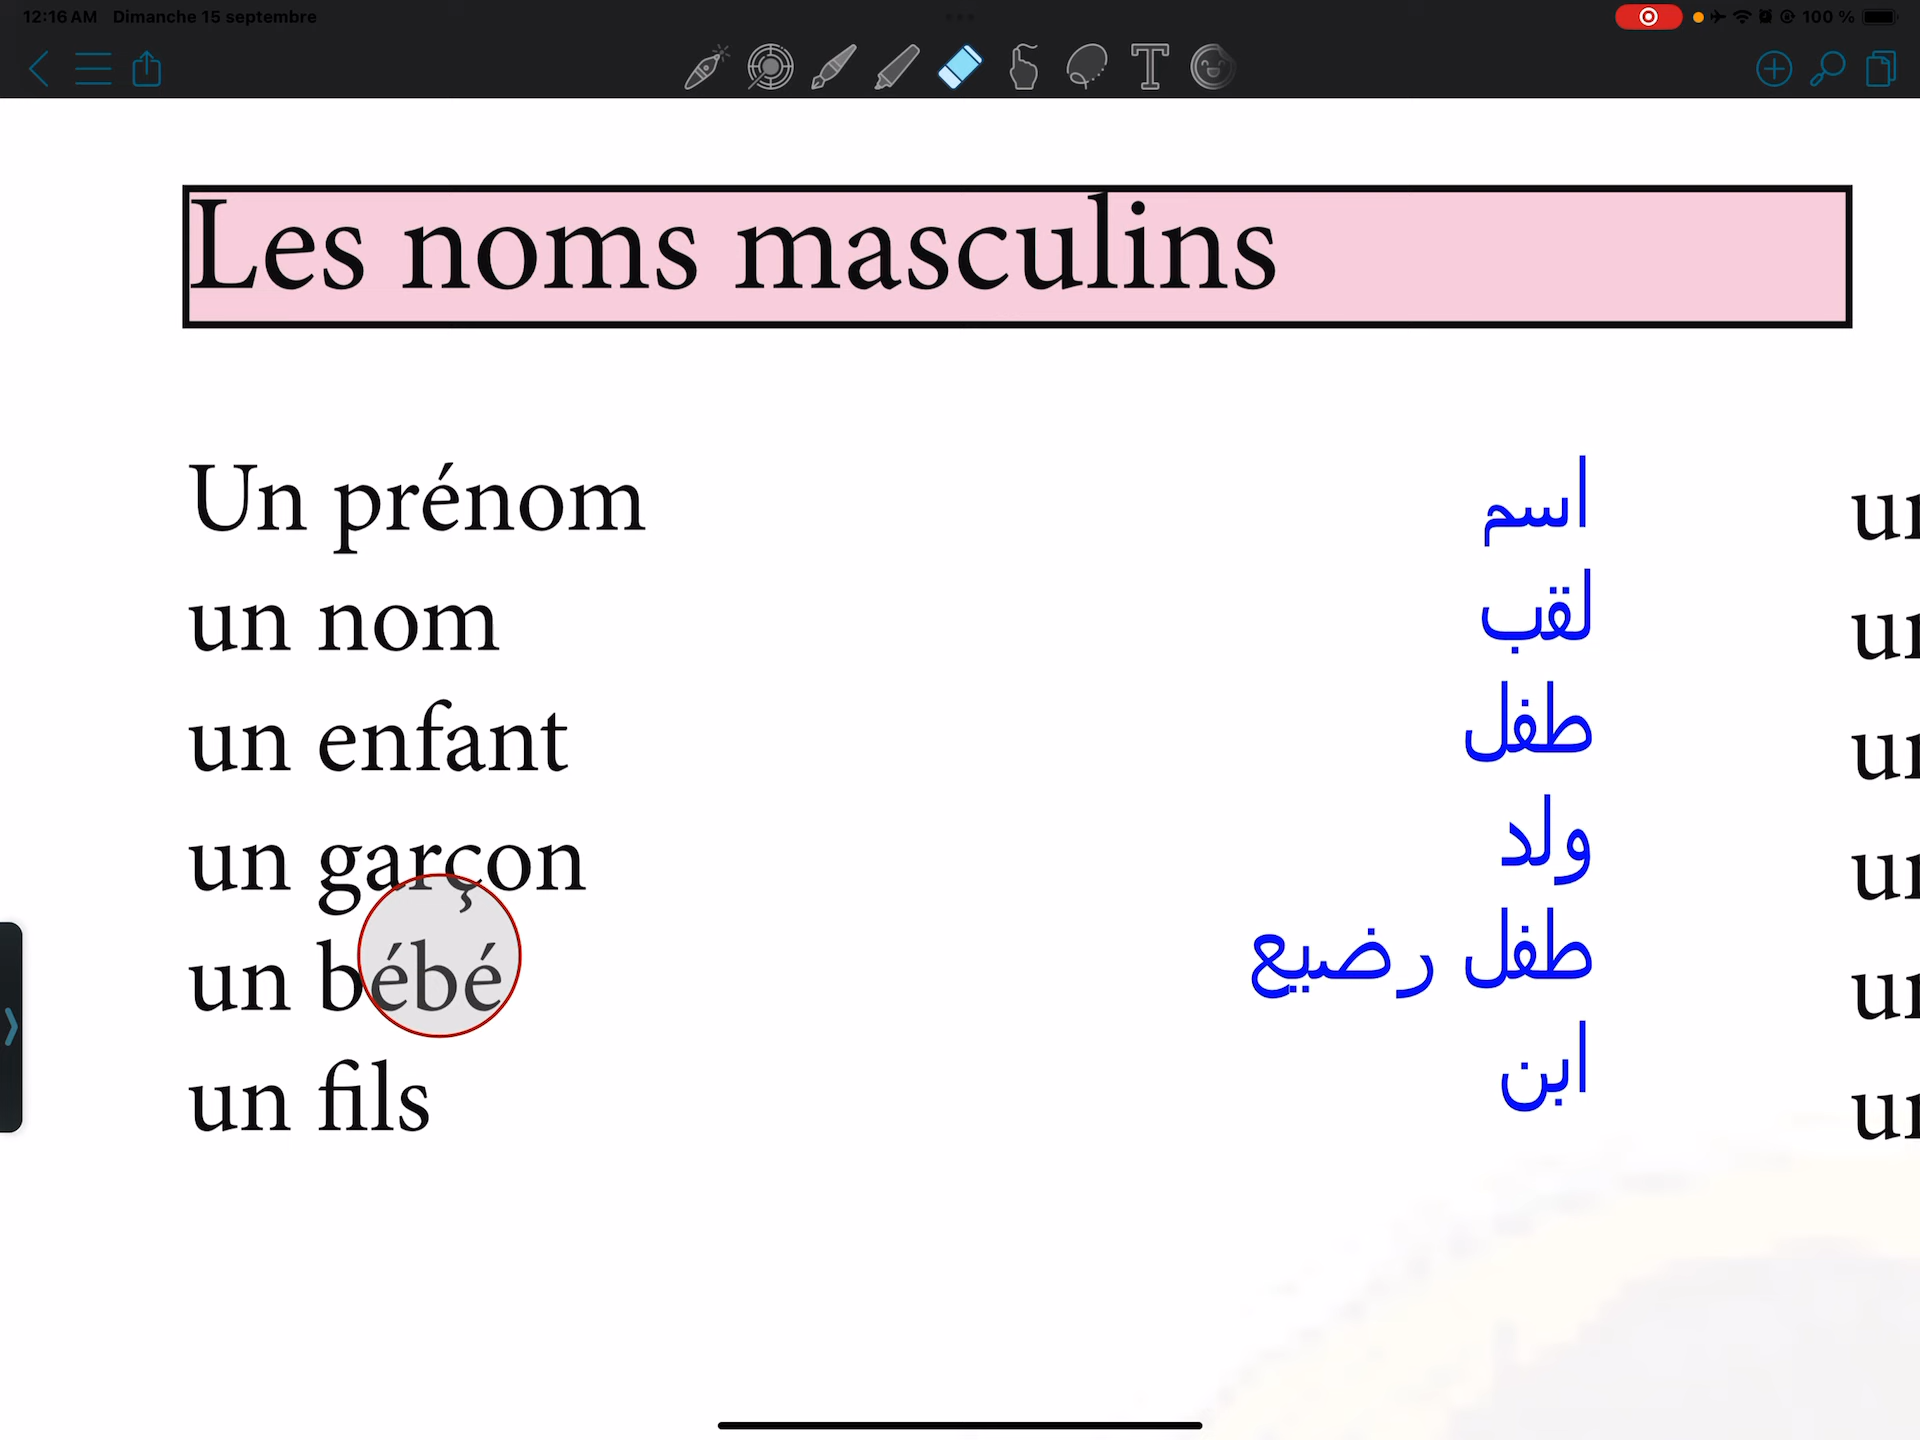 12:16 AM Dimanche 15 septembre
100 %
Les noms masculins
Un prénom اسم
un nom لقب
un enfant طفل
un garçon ولد
un bébé طفل رضيع
un fils ابن